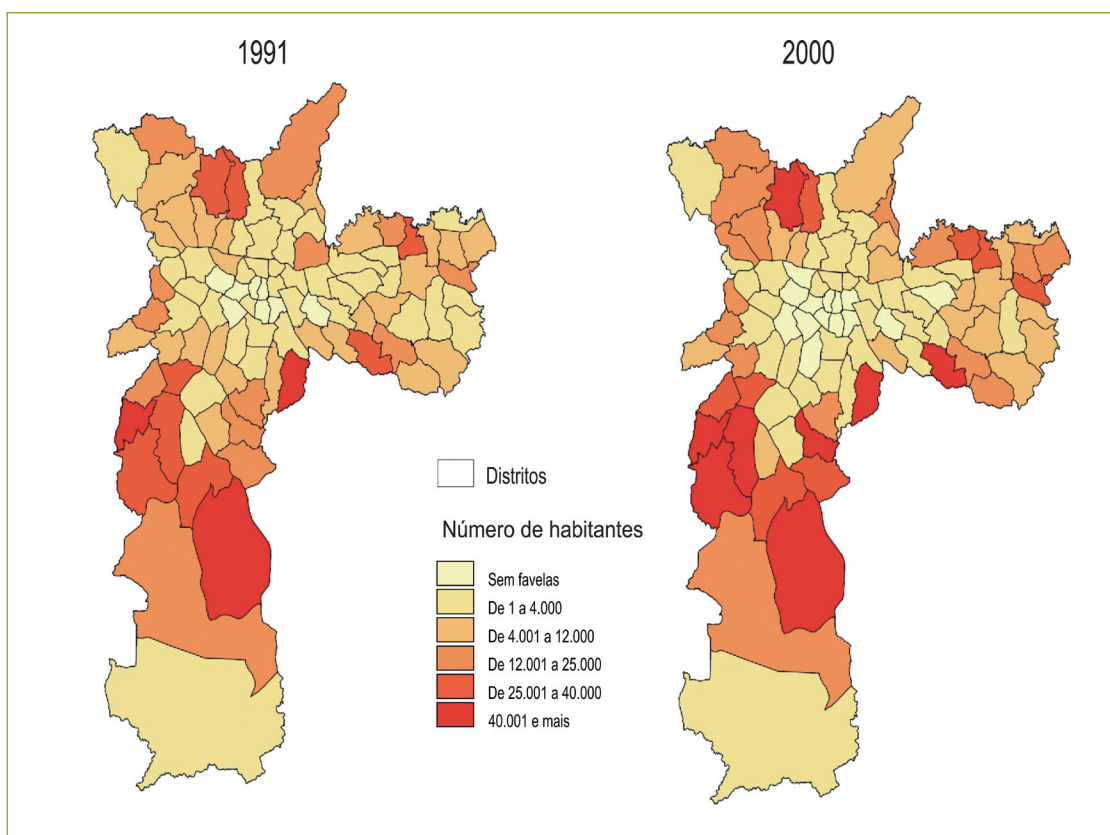 1991
2000
Distritos
Número de habitantes
Sem favelas
De 1 a 4.000
De 4.001 a 12.000
De 12.001 a 25.000
De 25.001 a 40.000
40.001 e mais